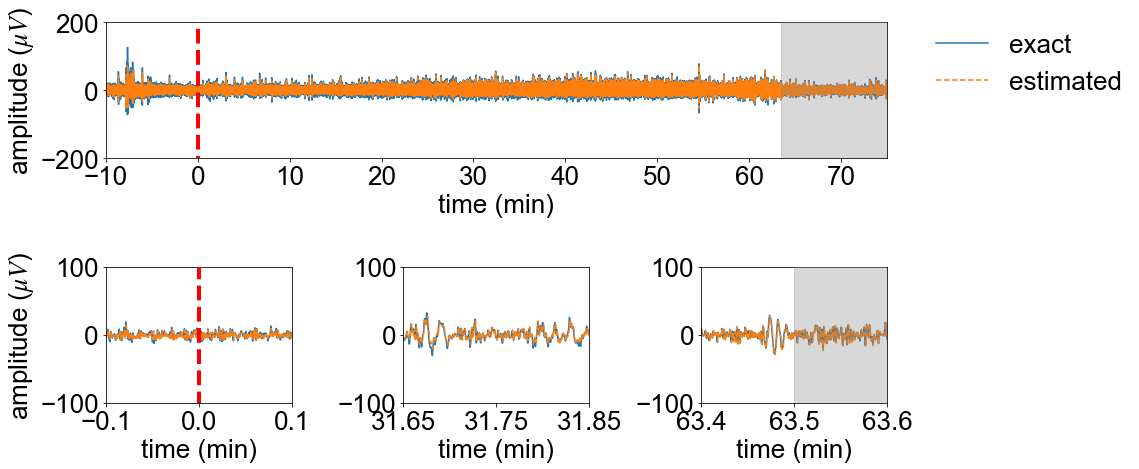 amplitude (μV)
200
0
−200
−10 0 10 20 30 40 50 60 70
time (min)
exact
estimated
amplitude (μV)
100
0
−100
−0.1 0.0 0.1
time (min)
100
0
−100
31.65 31.75 31.85
time (min)
100
0
−100
63.4 63.5 63.6
time (min)